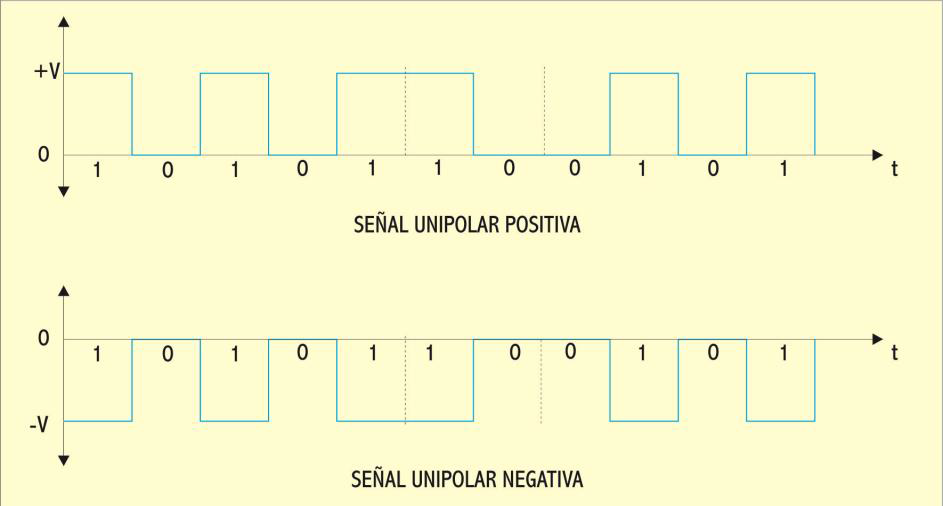 +V
0
1 0 1 0 1 1 0 0 1 0 1 t
SEÑAL UNIPOLAR POSITIVA
0
1 0 1 0 1 1 0 0 1 0 1 t
-V
SEÑAL UNIPOLAR NEGATIVA